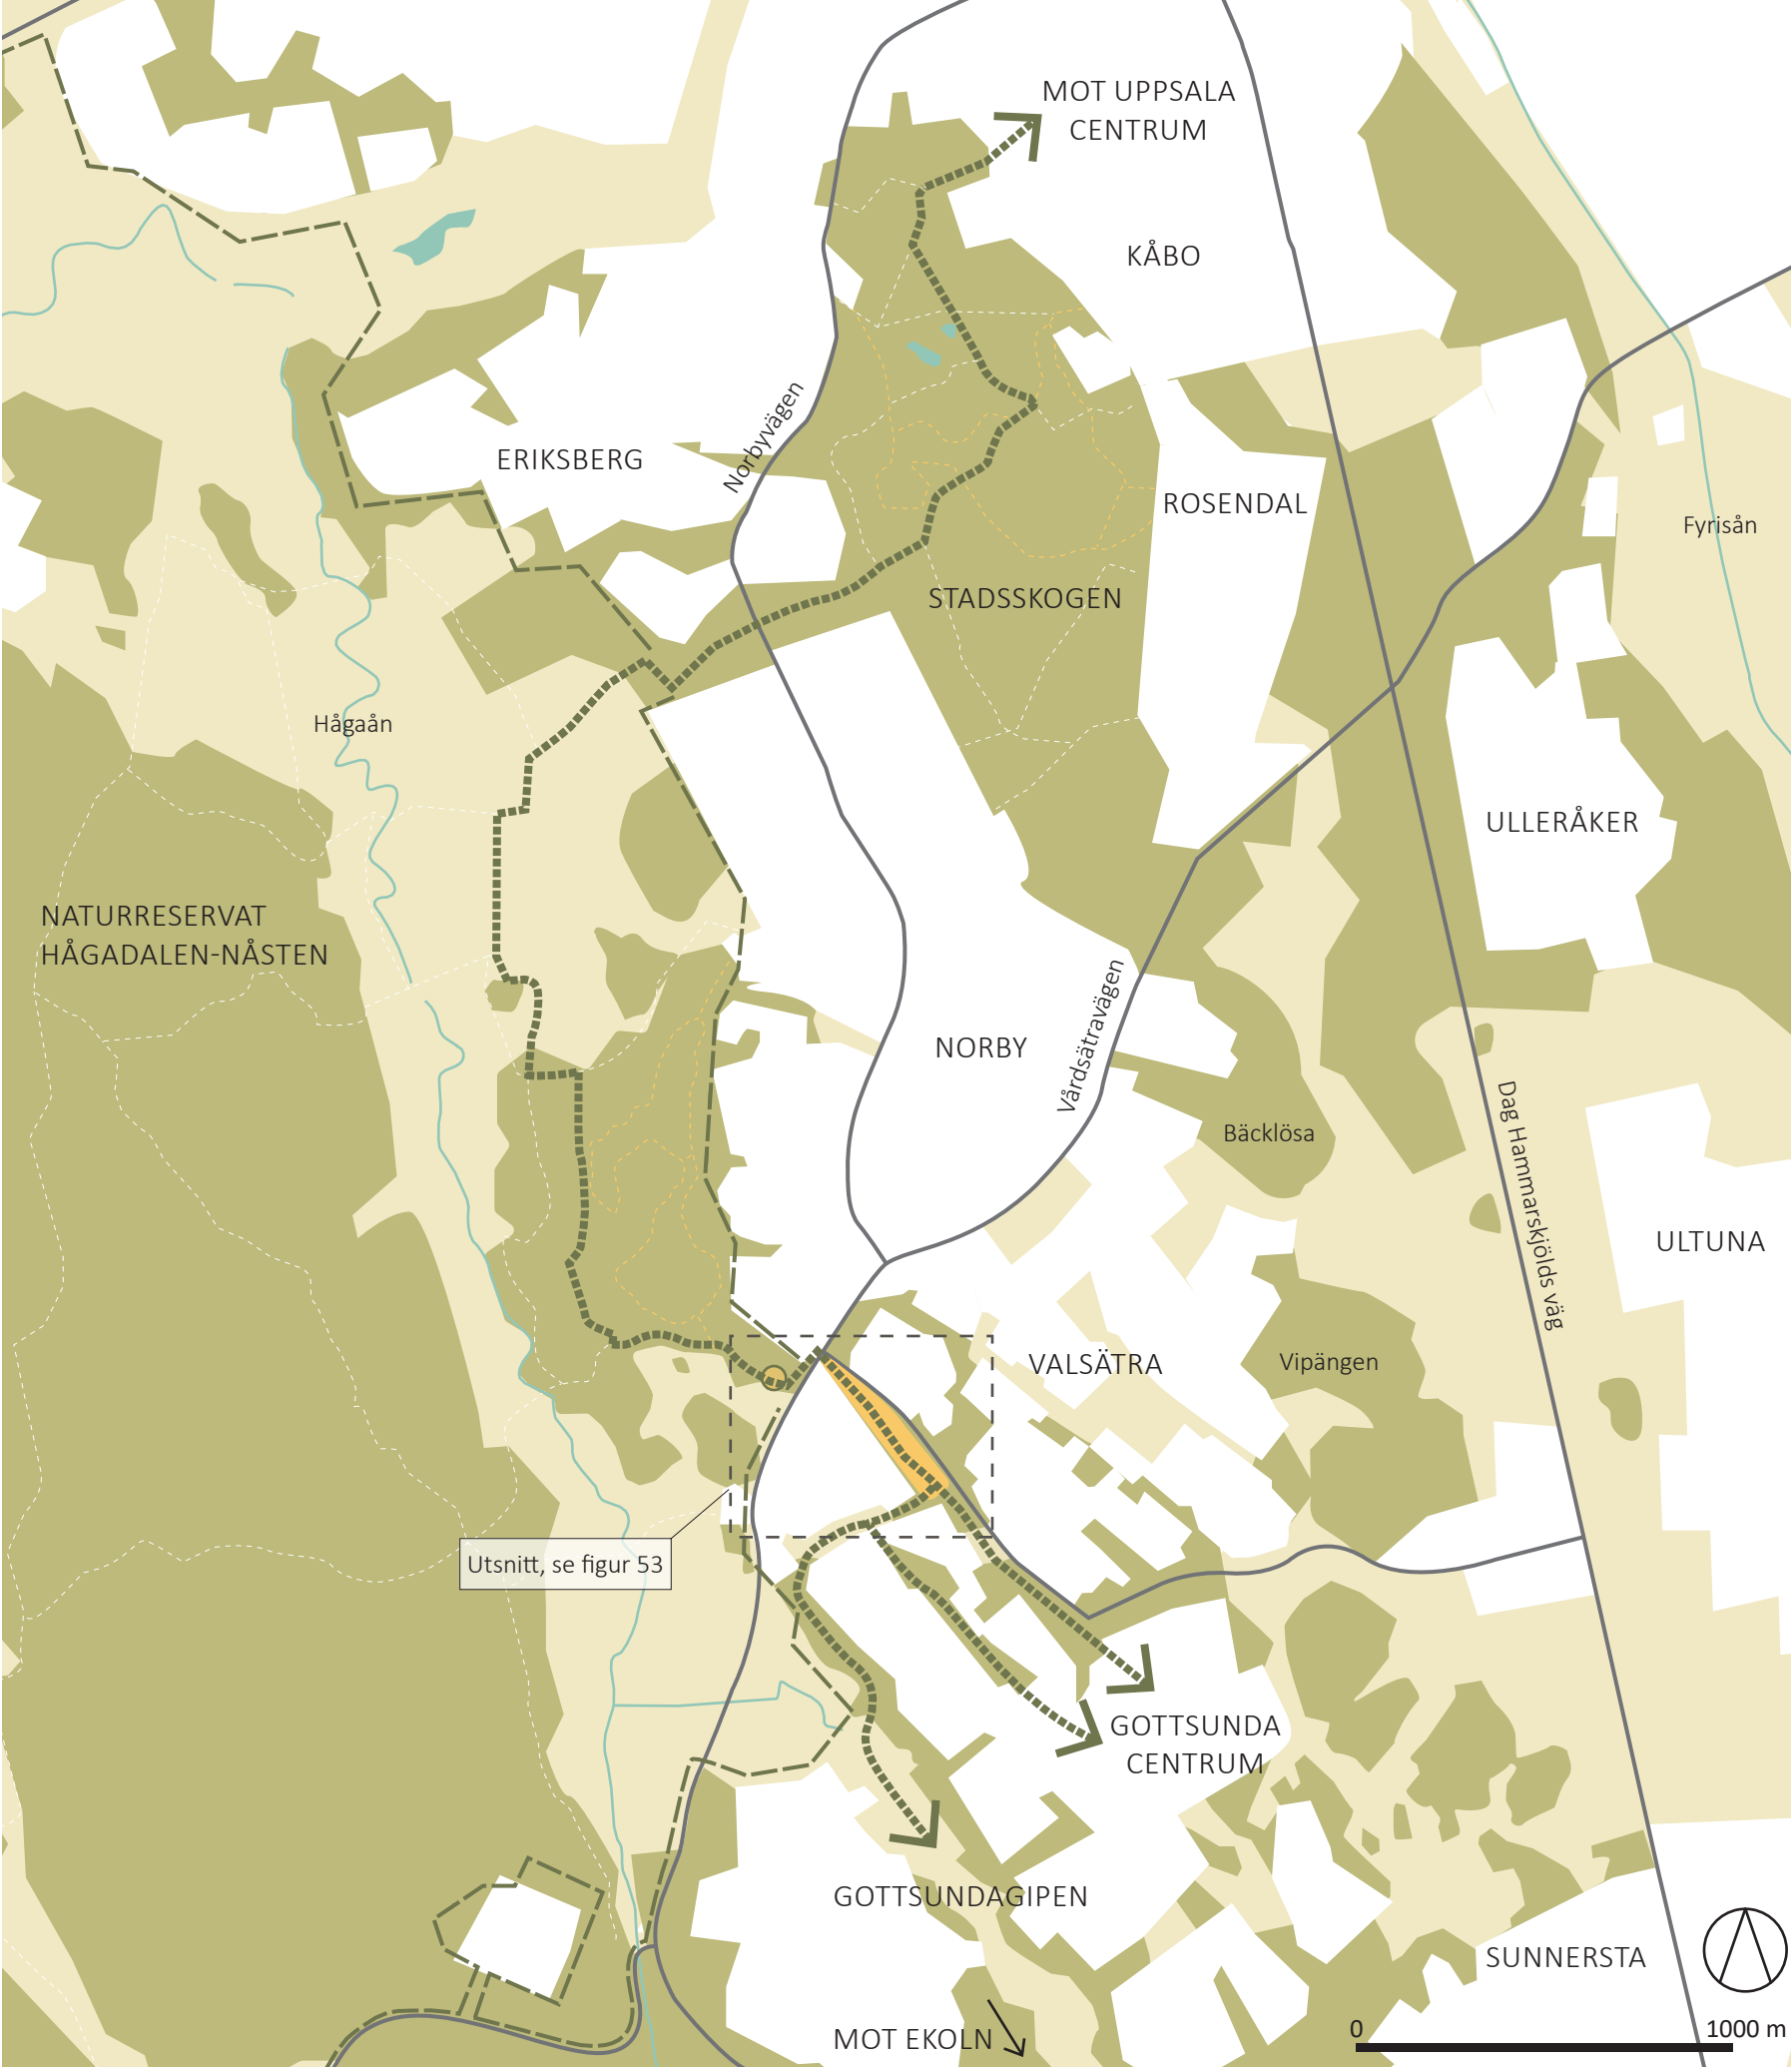 MOT UPPSALA
CENTRUM
KÅBO
Norbyvägen
ERIKSBERG
ROSENDAL
Fyrisån
STADSSKOGEN
Hågaån
ULLERÅKER
NATURRESERVAT
HÅGADALEN-NÅSTEN
NORBY
Vårdsätravägen
Bäcklösa
Dag Hammarskjölds väg
ULTUNA
VALSÄTRA
Vipängen
Utsnitt, se figur 53
GOTTSUNDA
CENTRUM
GOTTSUNDAGIPEN
SUNNERSTA
MOT EKOLN
0 1000 m